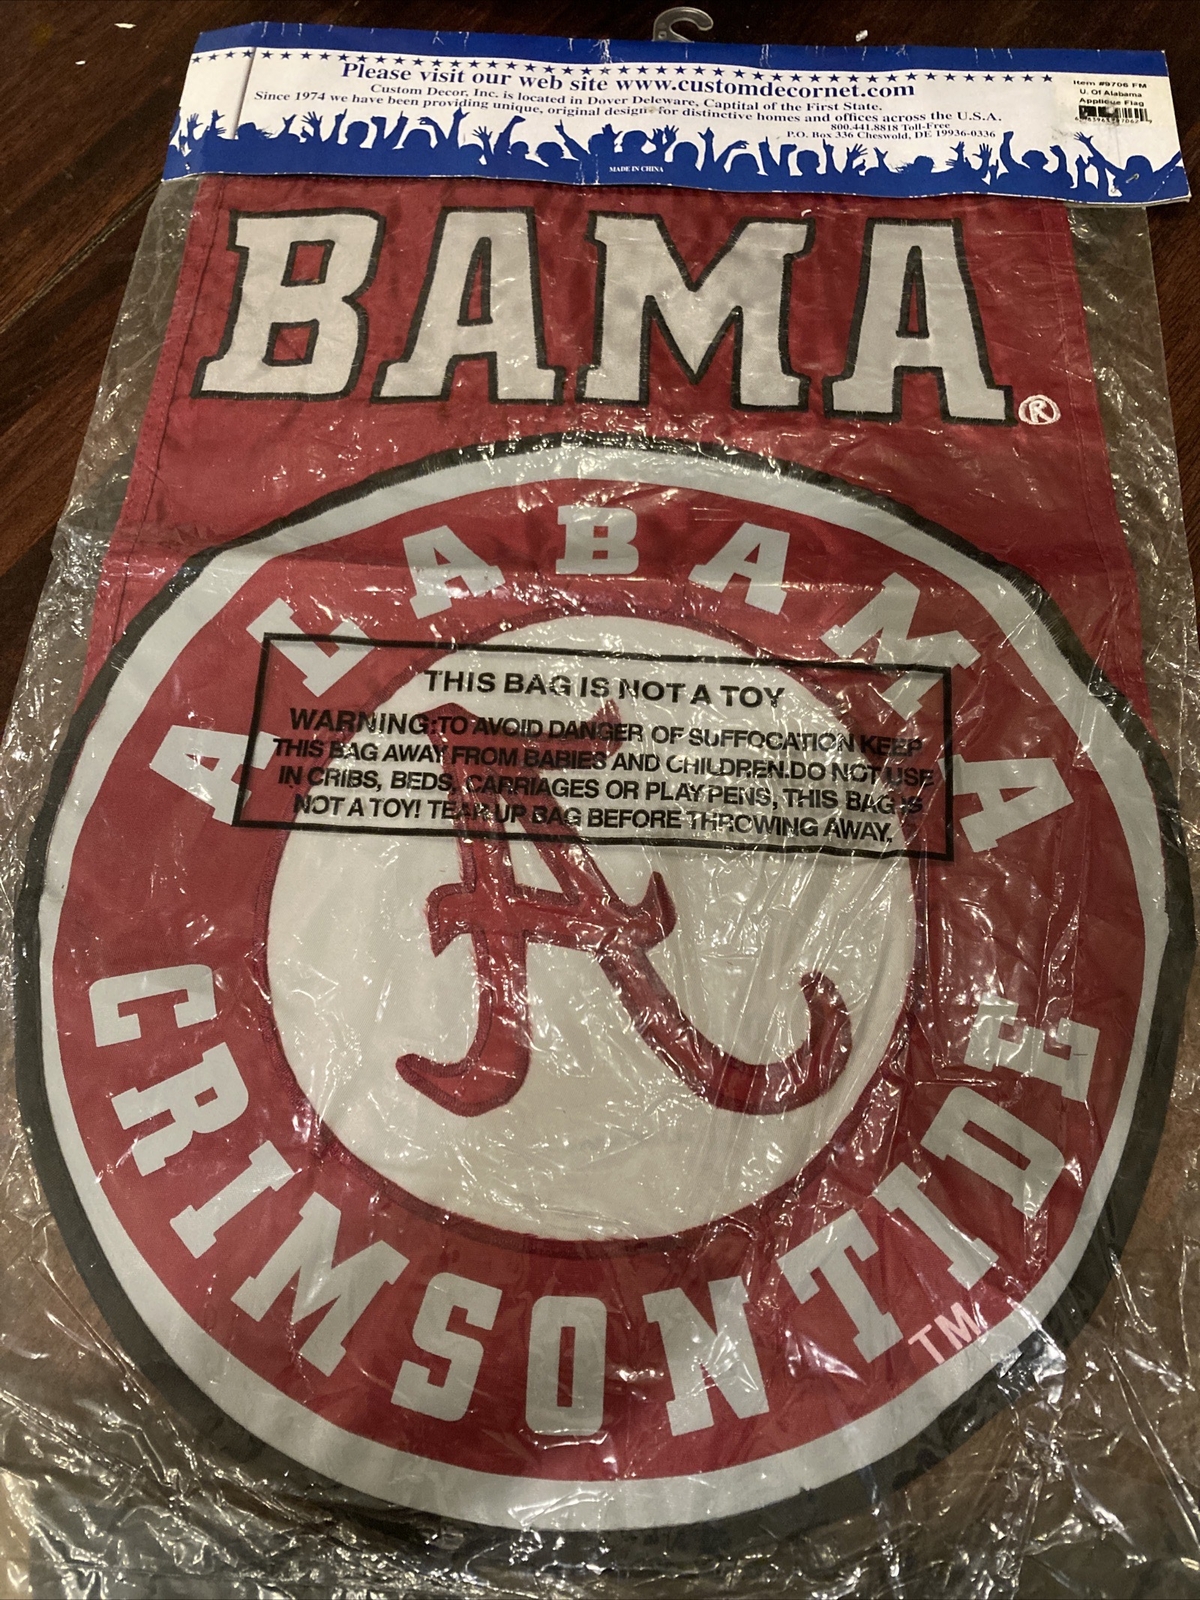 Please visit our web site www.customdecornet.com
Custom Decor, Inc. is located in Dover Deleware, Captital of the First State.
Since 1974 we have been providing unique, original design for distinctive homes and offices across the U.S.A.
800.441.8818 Toll-Free
P.O. Box 336 Cheswold, DE 19936-0336
MADE IN CHINA
Item #9706 FM
U. Of Alabama
Applique Flag
BAMA®
ALABAMA
THIS BAG IS NOT A TOY
WARNING:TO AVOID DANGER OF SUFFOCATION KEEP
THIS BAG AWAY FROM BABIES AND CHILDREN.DO NOT USE
IN CRIBS, BEDS, CARRIAGES OR PLAY PENS, THIS BAG IS
NOT A TOY! TEAR UP BAG BEFORE THROWING AWAY.
A
CRIMSON TIDE
TM